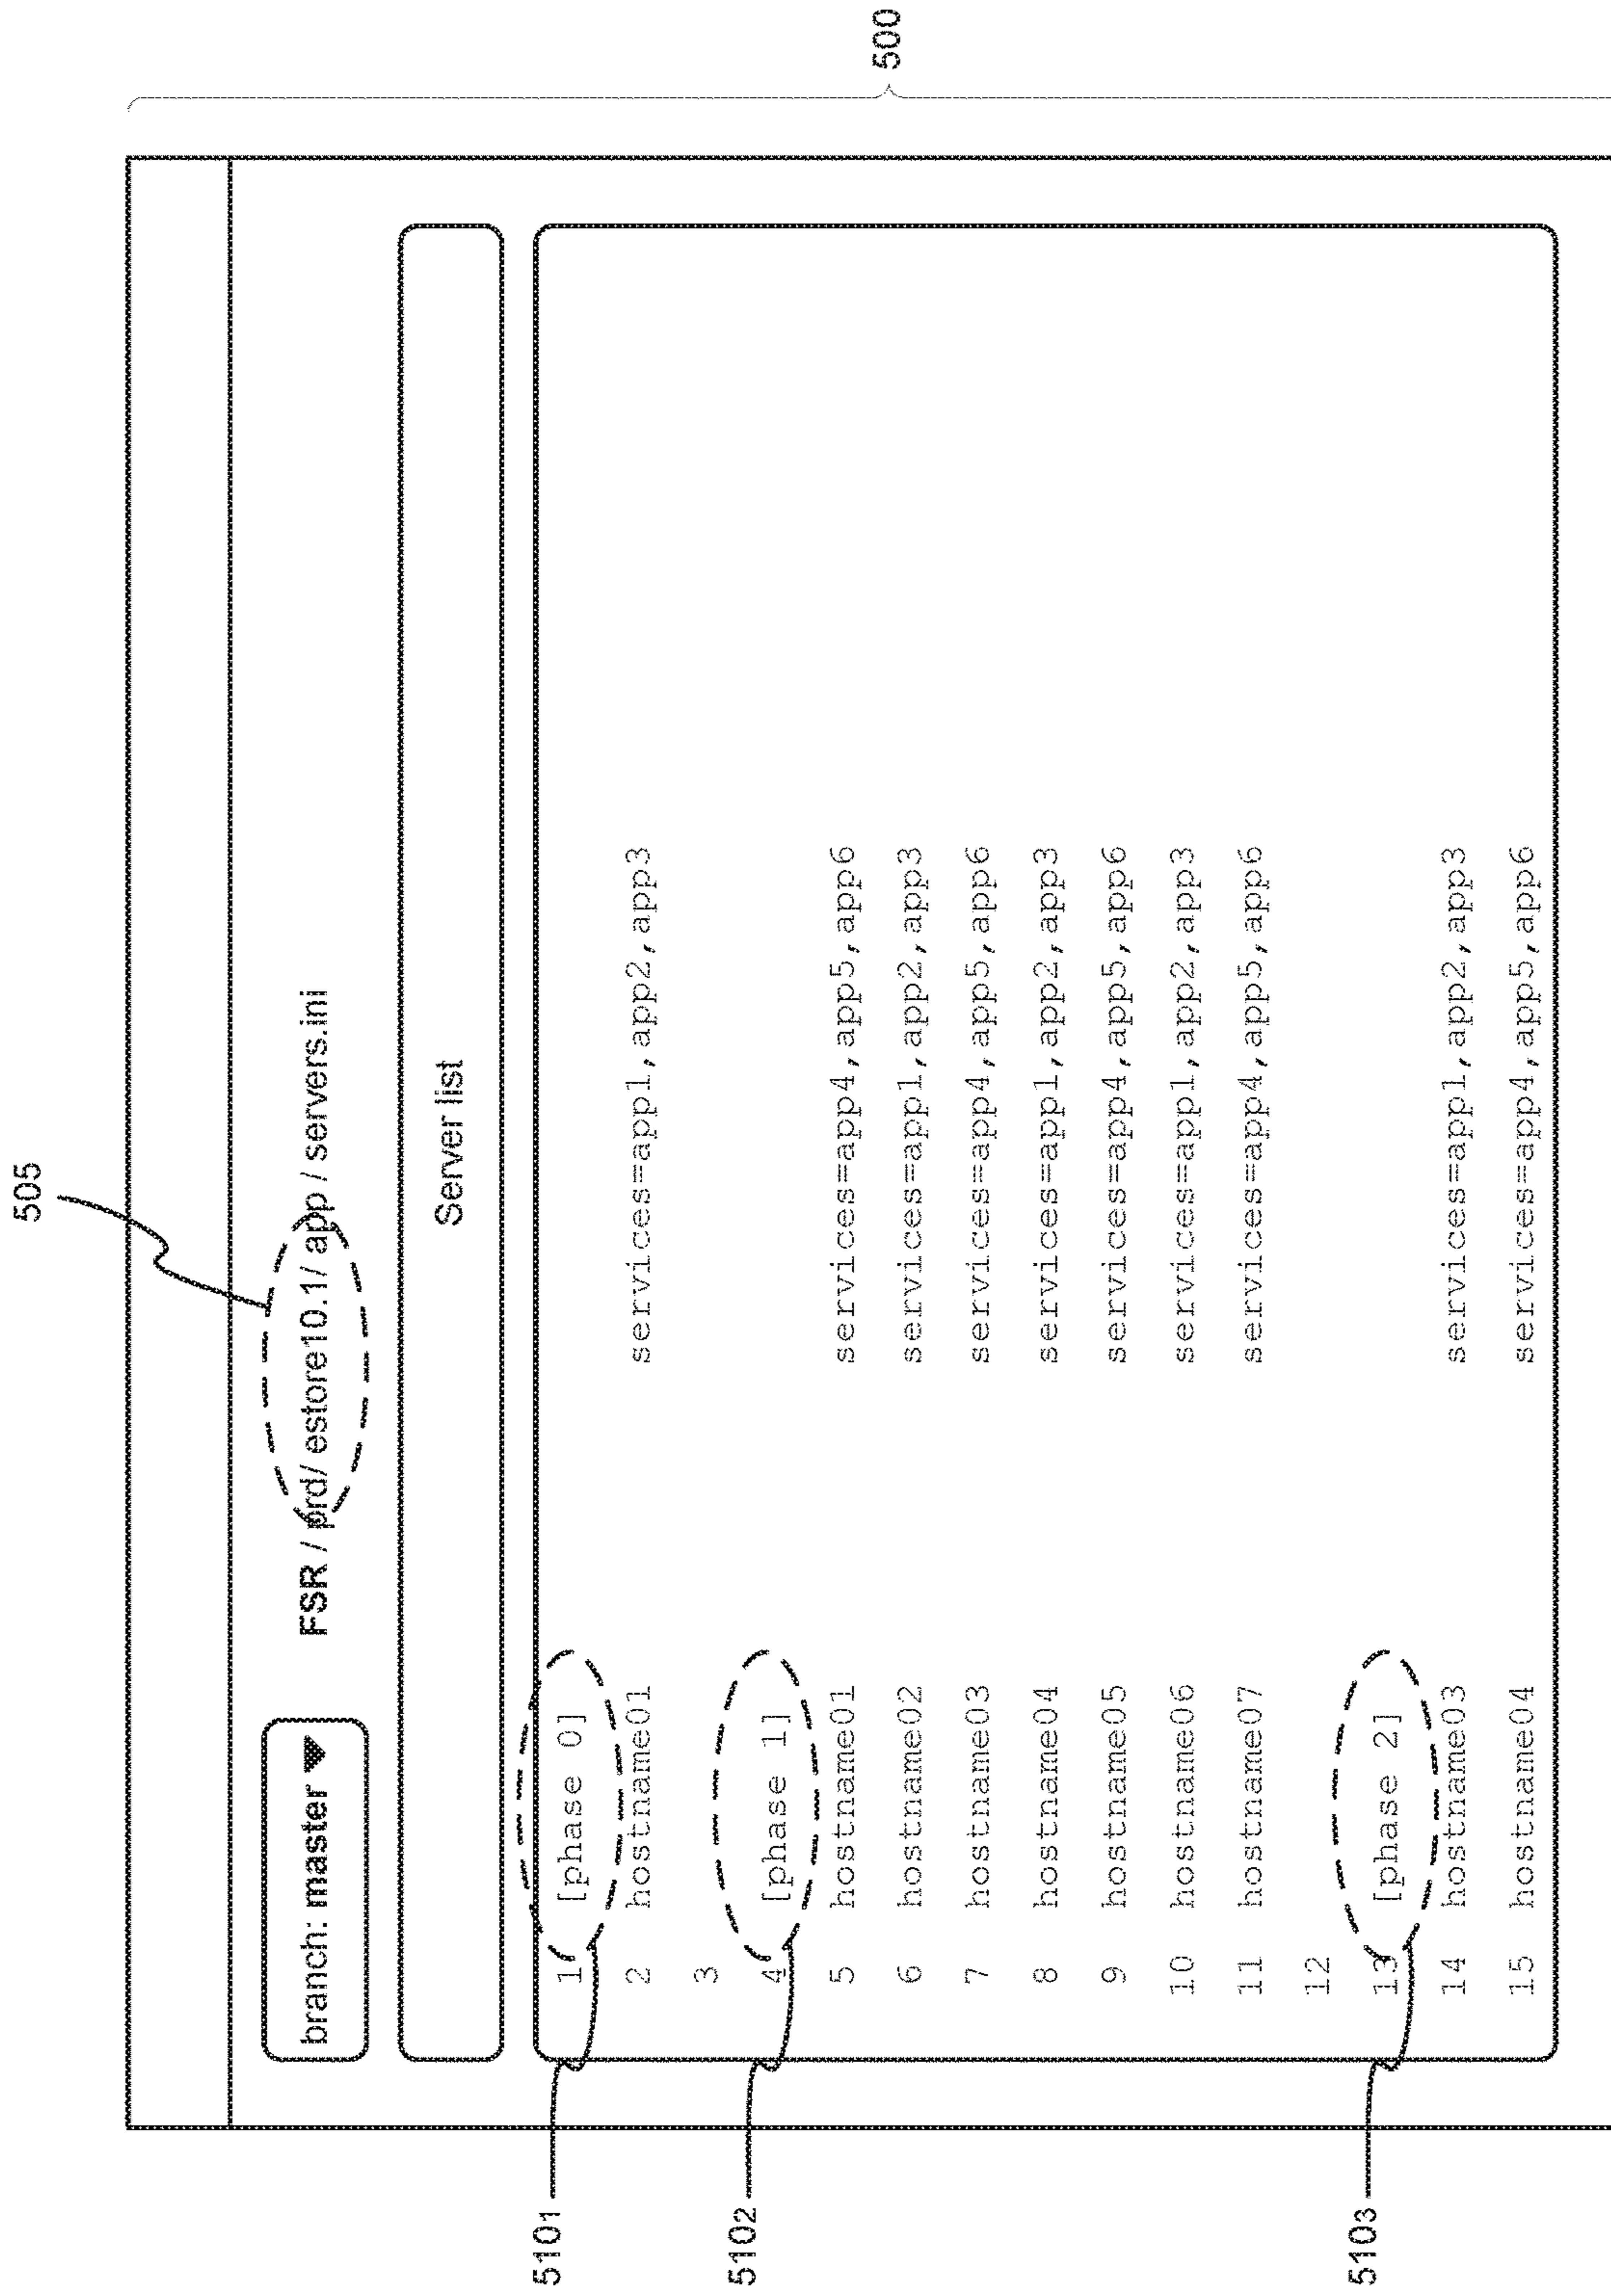 505
branch: master FSR / prd/ estore10.1/ app / servers.ini
Server list
1 [phase 0]
2 hostname01 services=app1,app2,app3
3
4 [phase 1]
5 hostname01 services=app4,app5,app6
6 hostname02 services=app1,app2,app3
7 hostname03 services=app4,app5,app6
8 hostname04 services=app1,app2,app3
9 hostname05 services=app4,app5,app6
10 hostname06 services=app1,app2,app3
11 hostname07 services=app4,app5,app6
12
13 [phase 2]
14 hostname03 services=app1,app2,app3
15 hostname04 services=app4,app5,app6
5101
5102
5103
500